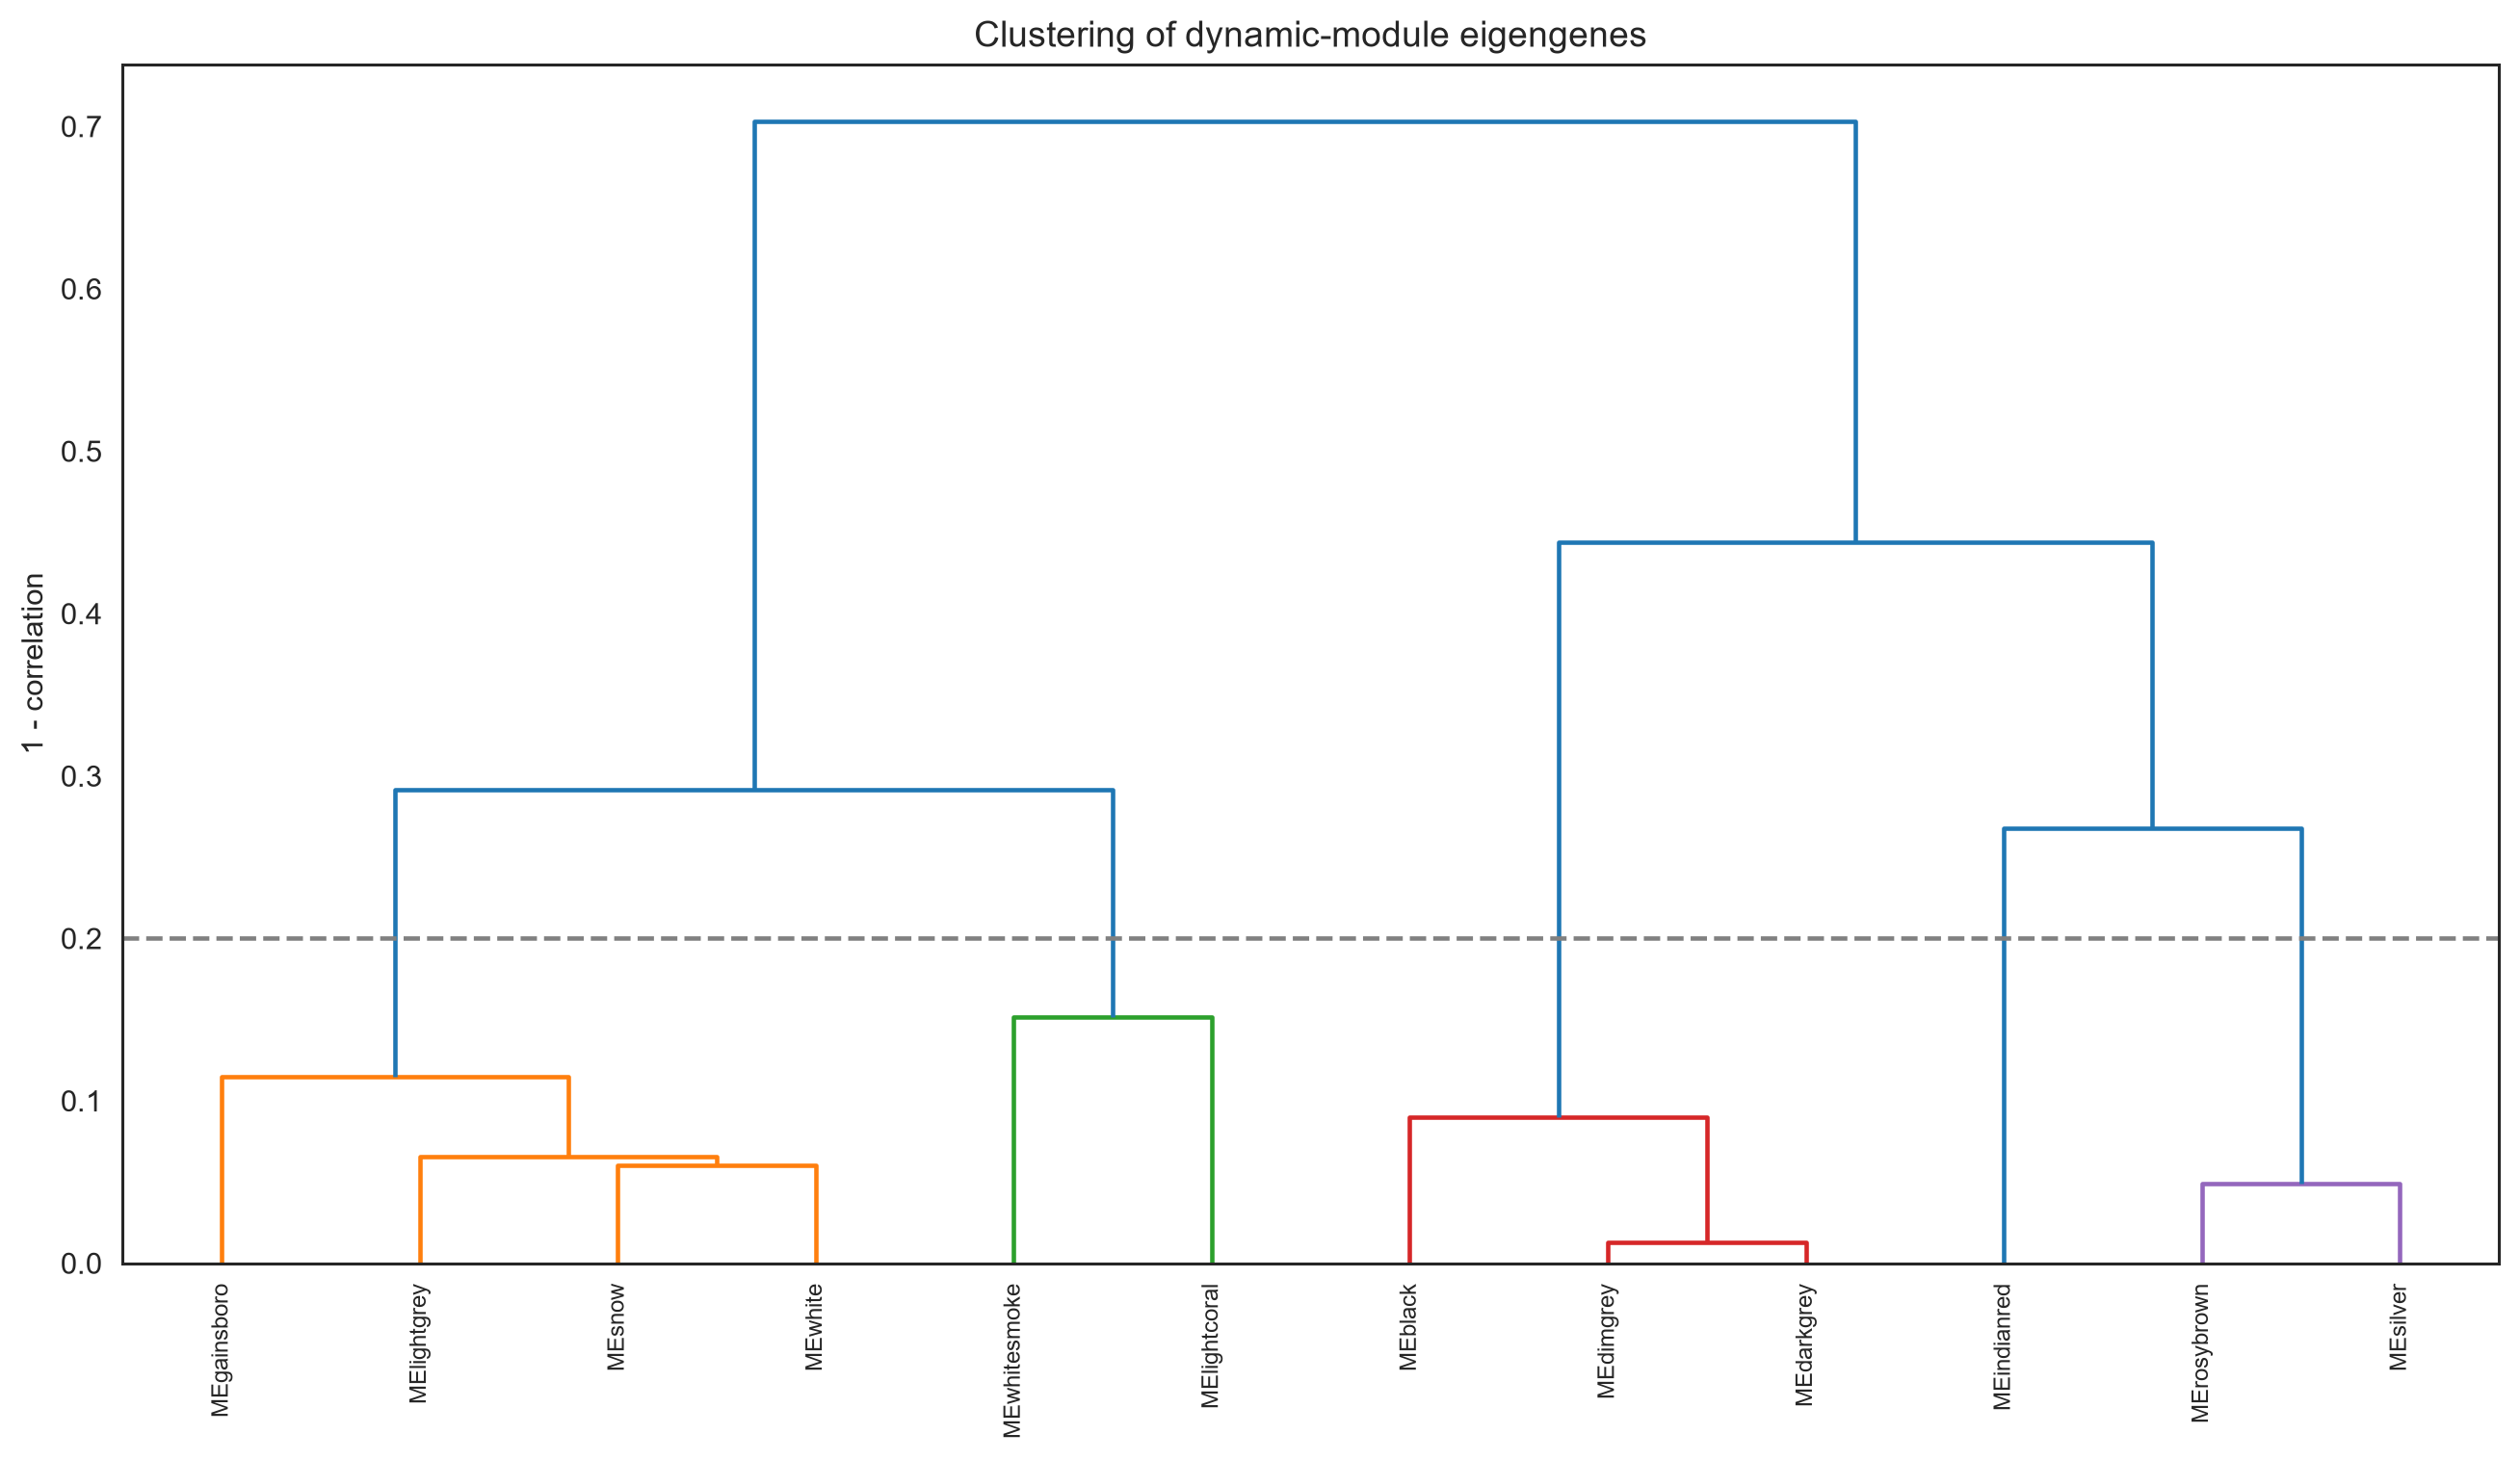 Clustering of dynamic-module eigengenes
1 - correlation
0.7
0.6
0.5
0.4
0.3
0.2
0.1
0.0
MEgainsboro
MElightgrey
MEsnow
MEwhite
MEwhitesmoke
MElightcoral
MEblack
MEdimgrey
MEdarkgrey
MEindianred
MErosybrown
MEsilver